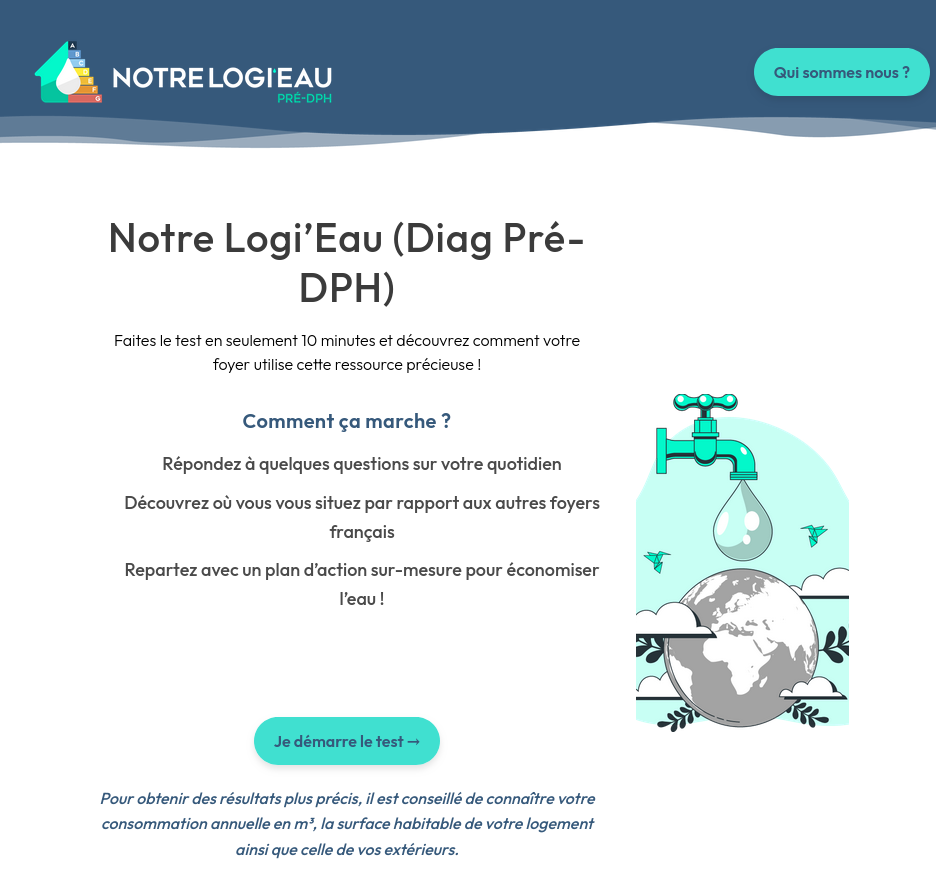 A
B
C
D
E
F
G
NOTRE LOGI'EAU
PRÉ-DPH
Qui sommes nous ?
Notre Logi’Eau (Diag Pré-
DPH)
Faites le test en seulement 10 minutes et découvrez comment votre
foyer utilise cette ressource précieuse !
Comment ça marche ?
Répondez à quelques questions sur votre quotidien
Découvrez où vous vous situez par rapport aux autres foyers
français
Repartez avec un plan d’action sur-mesure pour économiser
l’eau !
Je démarre le test →
Pour obtenir des résultats plus précis, il est conseillé de connaître votre
consommation annuelle en m³, la surface habitable de votre logement
ainsi que celle de vos extérieurs.